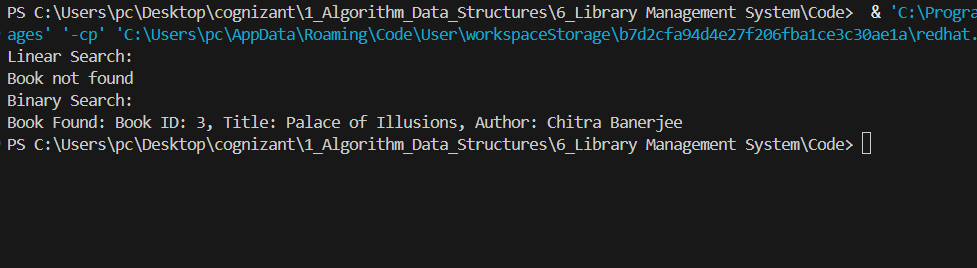 PS C:\Users\pc\Desktop\cognizant\1_Algorithm_Data_Structures\6_Library Management System\Code>  & 'C:\Progra
ages' '-cp' 'C:\Users\pc\AppData\Roaming\Code\User\workspaceStorage\b7d2cfa94d4e27f206fba1ce3c30ae1a\redhat.
Linear Search:
Book not found
Binary Search:
Book Found: Book ID: 3, Title: Palace of Illusions, Author: Chitra Banerjee
PS C:\Users\pc\Desktop\cognizant\1_Algorithm_Data_Structures\6_Library Management System\Code>